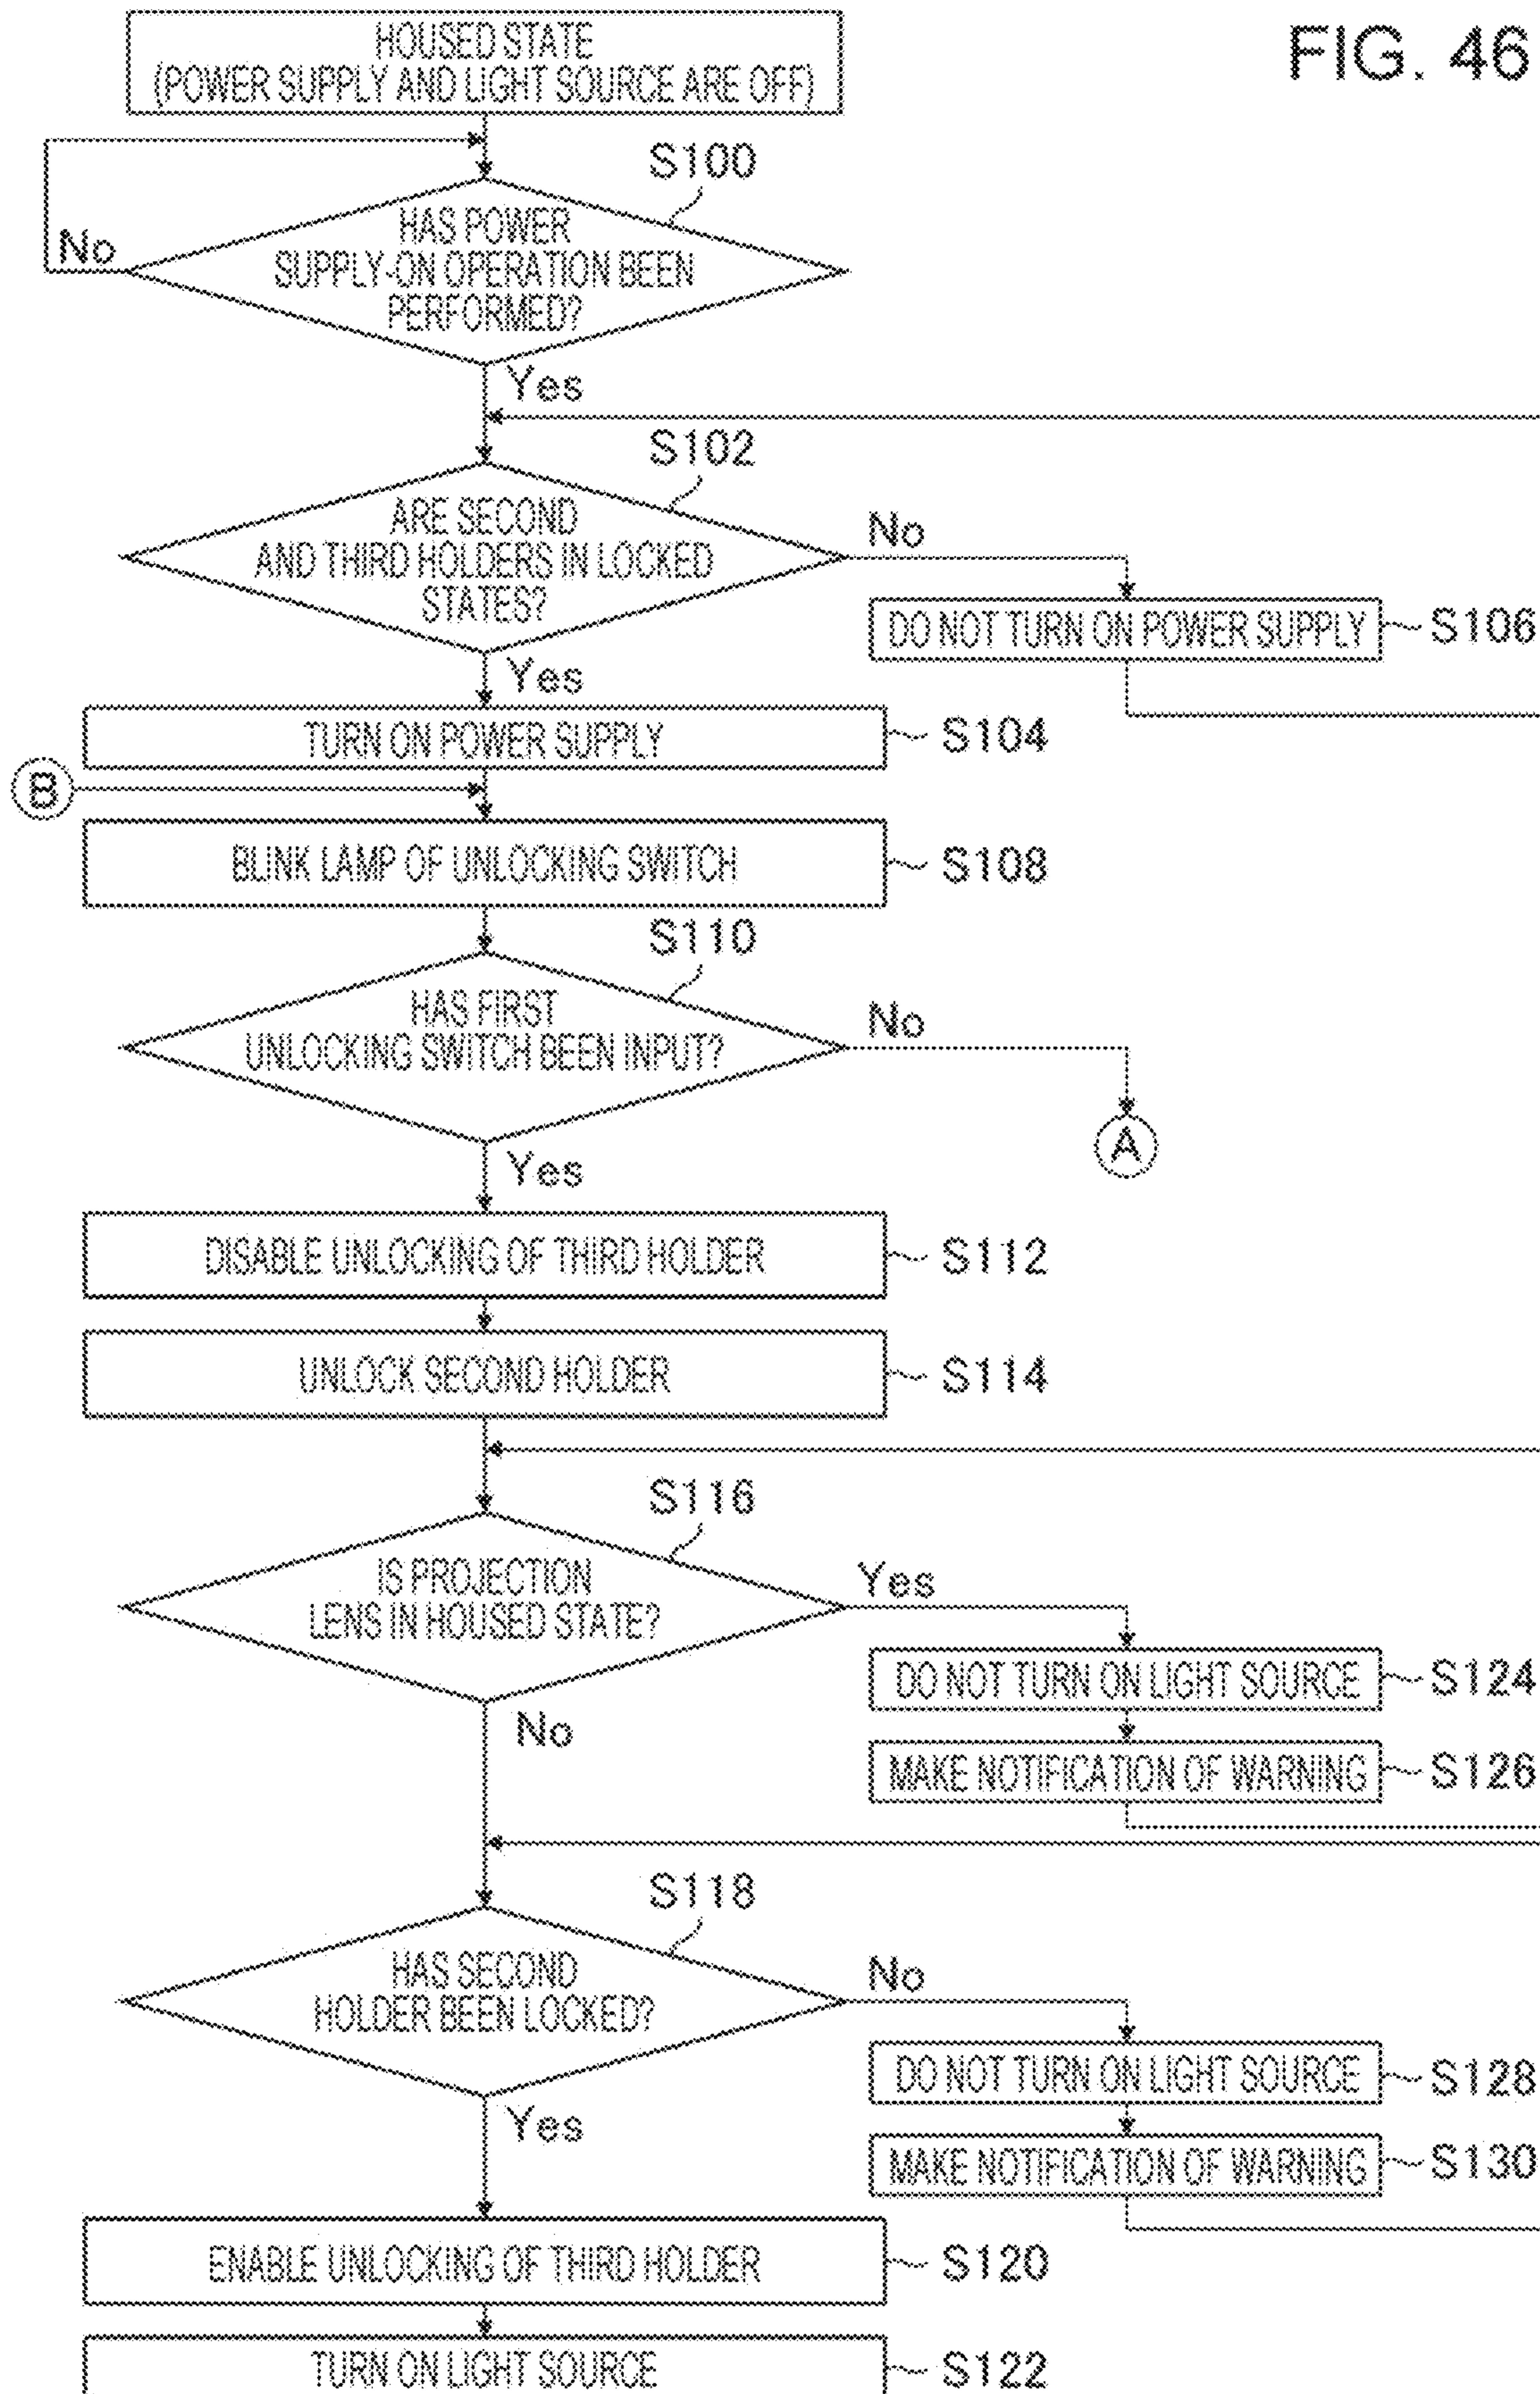 FIG. 46
HOUSED STATE
(POWER SUPPLY AND LIGHT SOURCE ARE OFF)
S100
HAS POWER
SUPPLY-ON OPERATION BEEN
PERFORMED?
No
Yes
S102
ARE SECOND
AND THIRD HOLDERS IN LOCKED
STATES?
No
DO NOT TURN ON POWER SUPPLY
S106
Yes
TURN ON POWER SUPPLY
S104
B
BLINK LAMP OF UNLOCKING SWITCH
S108
S110
HAS FIRST
UNLOCKING SWITCH BEEN INPUT?
No
A
Yes
DISABLE UNLOCKING OF THIRD HOLDER
S112
UNLOCK SECOND HOLDER
S114
S116
IS PROJECTION
LENS IN HOUSED STATE?
Yes
DO NOT TURN ON LIGHT SOURCE
S124
No
MAKE NOTIFICATION OF WARNING
S126
S118
HAS SECOND
HOLDER BEEN LOCKED?
No
DO NOT TURN ON LIGHT SOURCE
S128
Yes
MAKE NOTIFICATION OF WARNING
S130
ENABLE UNLOCKING OF THIRD HOLDER
S120
TURN ON LIGHT SOURCE
S122